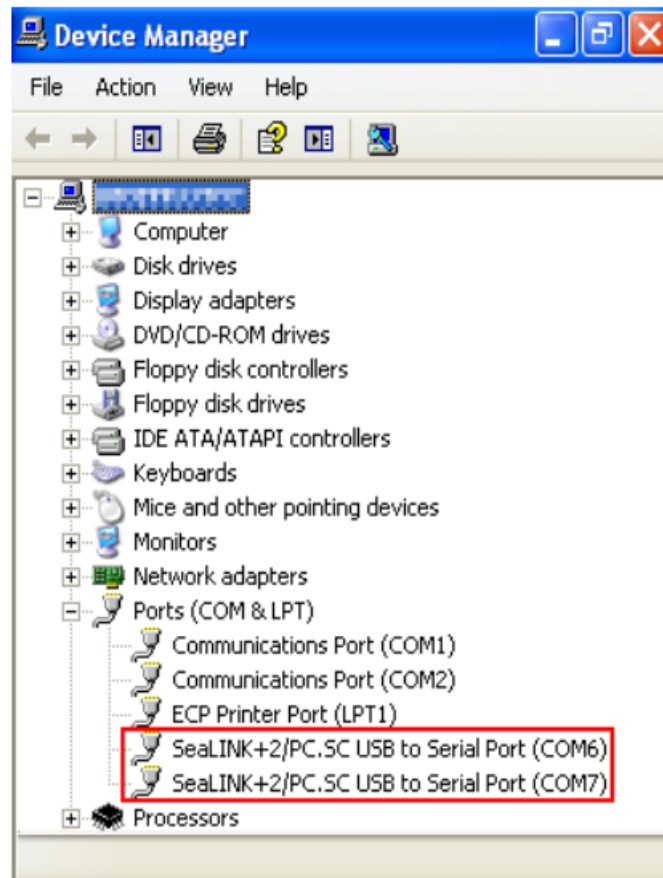 Device Manager
File Action View Help
Computer
Disk drives
Display adapters
DVD/CD-ROM drives
Floppy disk controllers
Floppy disk drives
IDE ATA/ATAPI controllers
Keyboards
Mice and other pointing devices
Monitors
Network adapters
Ports (COM & LPT)
Communications Port (COM1)
Communications Port (COM2)
ECP Printer Port (LPT1)
SeaLINK+2/PC.SC USB to Serial Port (COM6)
SeaLINK+2/PC.SC USB to Serial Port (COM7)
Processors